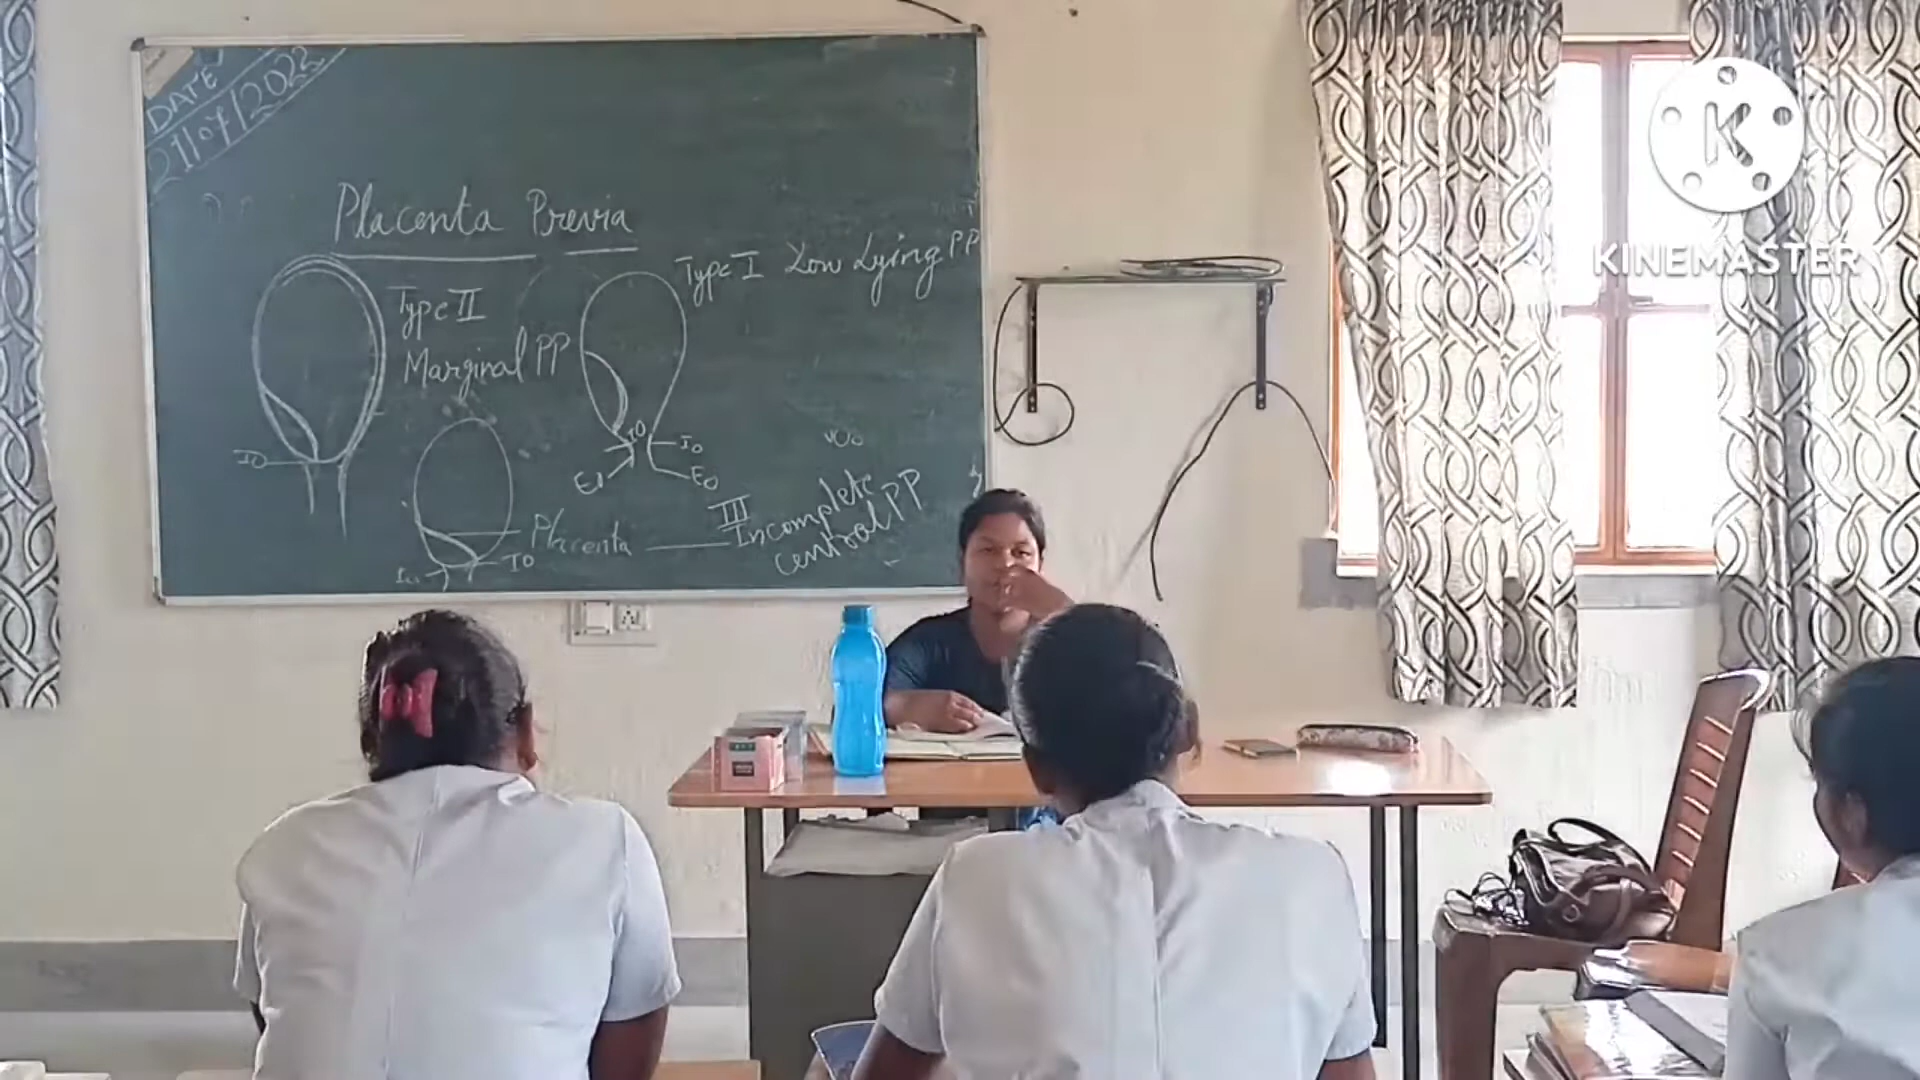 DATE
21/07/2022
Placenta Previa
Type I Low Lying PP
Type II
Marginal PP
IO
IO
IO
EO
EO
III
Incomplete
central PP
Placenta
IO
K
KINEMASTER